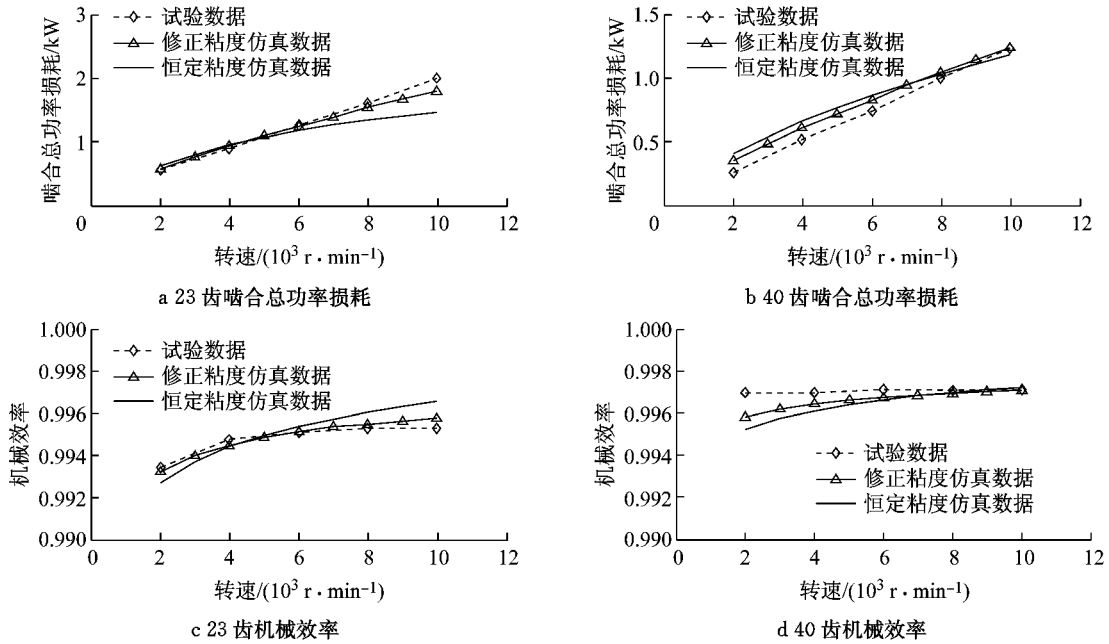 3
2
1
0
啮合总功率损耗/kW
试验数据
修正粘度仿真数据
恒定粘度仿真数据
2 4 6 8 10 12
转速/(10³ r·min⁻¹)
a 23 齿啮合总功率损耗
1.5
1.0
0.5
0
啮合总功率损耗/kW
试验数据
修正粘度仿真数据
恒定粘度仿真数据
2 4 6 8 10 12
转速/(10³ r·min⁻¹)
b 40 齿啮合总功率损耗
1.000
0.998
0.996
0.994
0.992
0.990
机械效率
试验数据
修正粘度仿真数据
恒定粘度仿真数据
0 2 4 6 8 10 12
转速/(10³ r·min⁻¹)
c 23 齿机械效率
1.000
0.998
0.996
0.994
0.992
0.990
机械效率
试验数据
修正粘度仿真数据
恒定粘度仿真数据
0 2 4 6 8 10 12
转速/(10³ r·min⁻¹)
d 40 齿机械效率